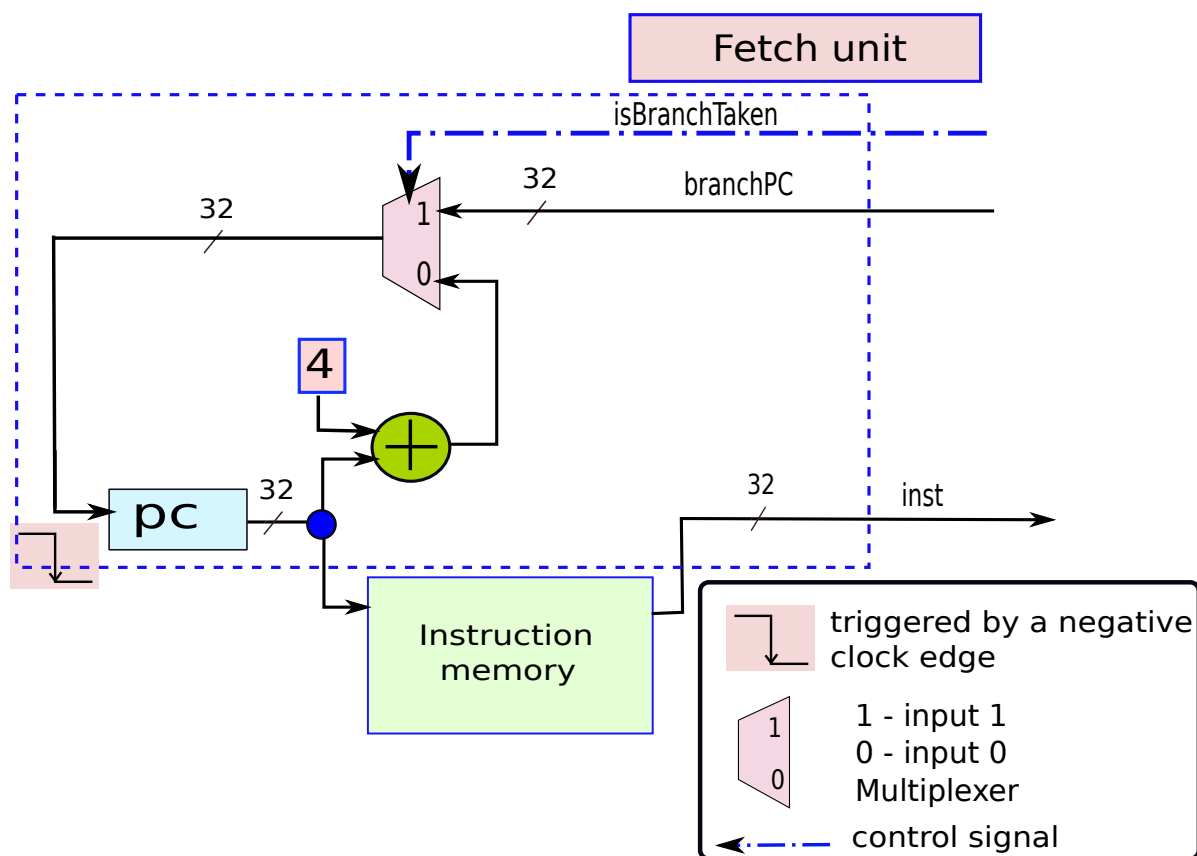 Fetch unit
isBranchTaken
32
branchPC
32
1
0
4
pc
32
32
inst
Instruction
memory
triggered by a negative
clock edge
1
0
1 - input 1
0 - input 0
Multiplexer
control signal